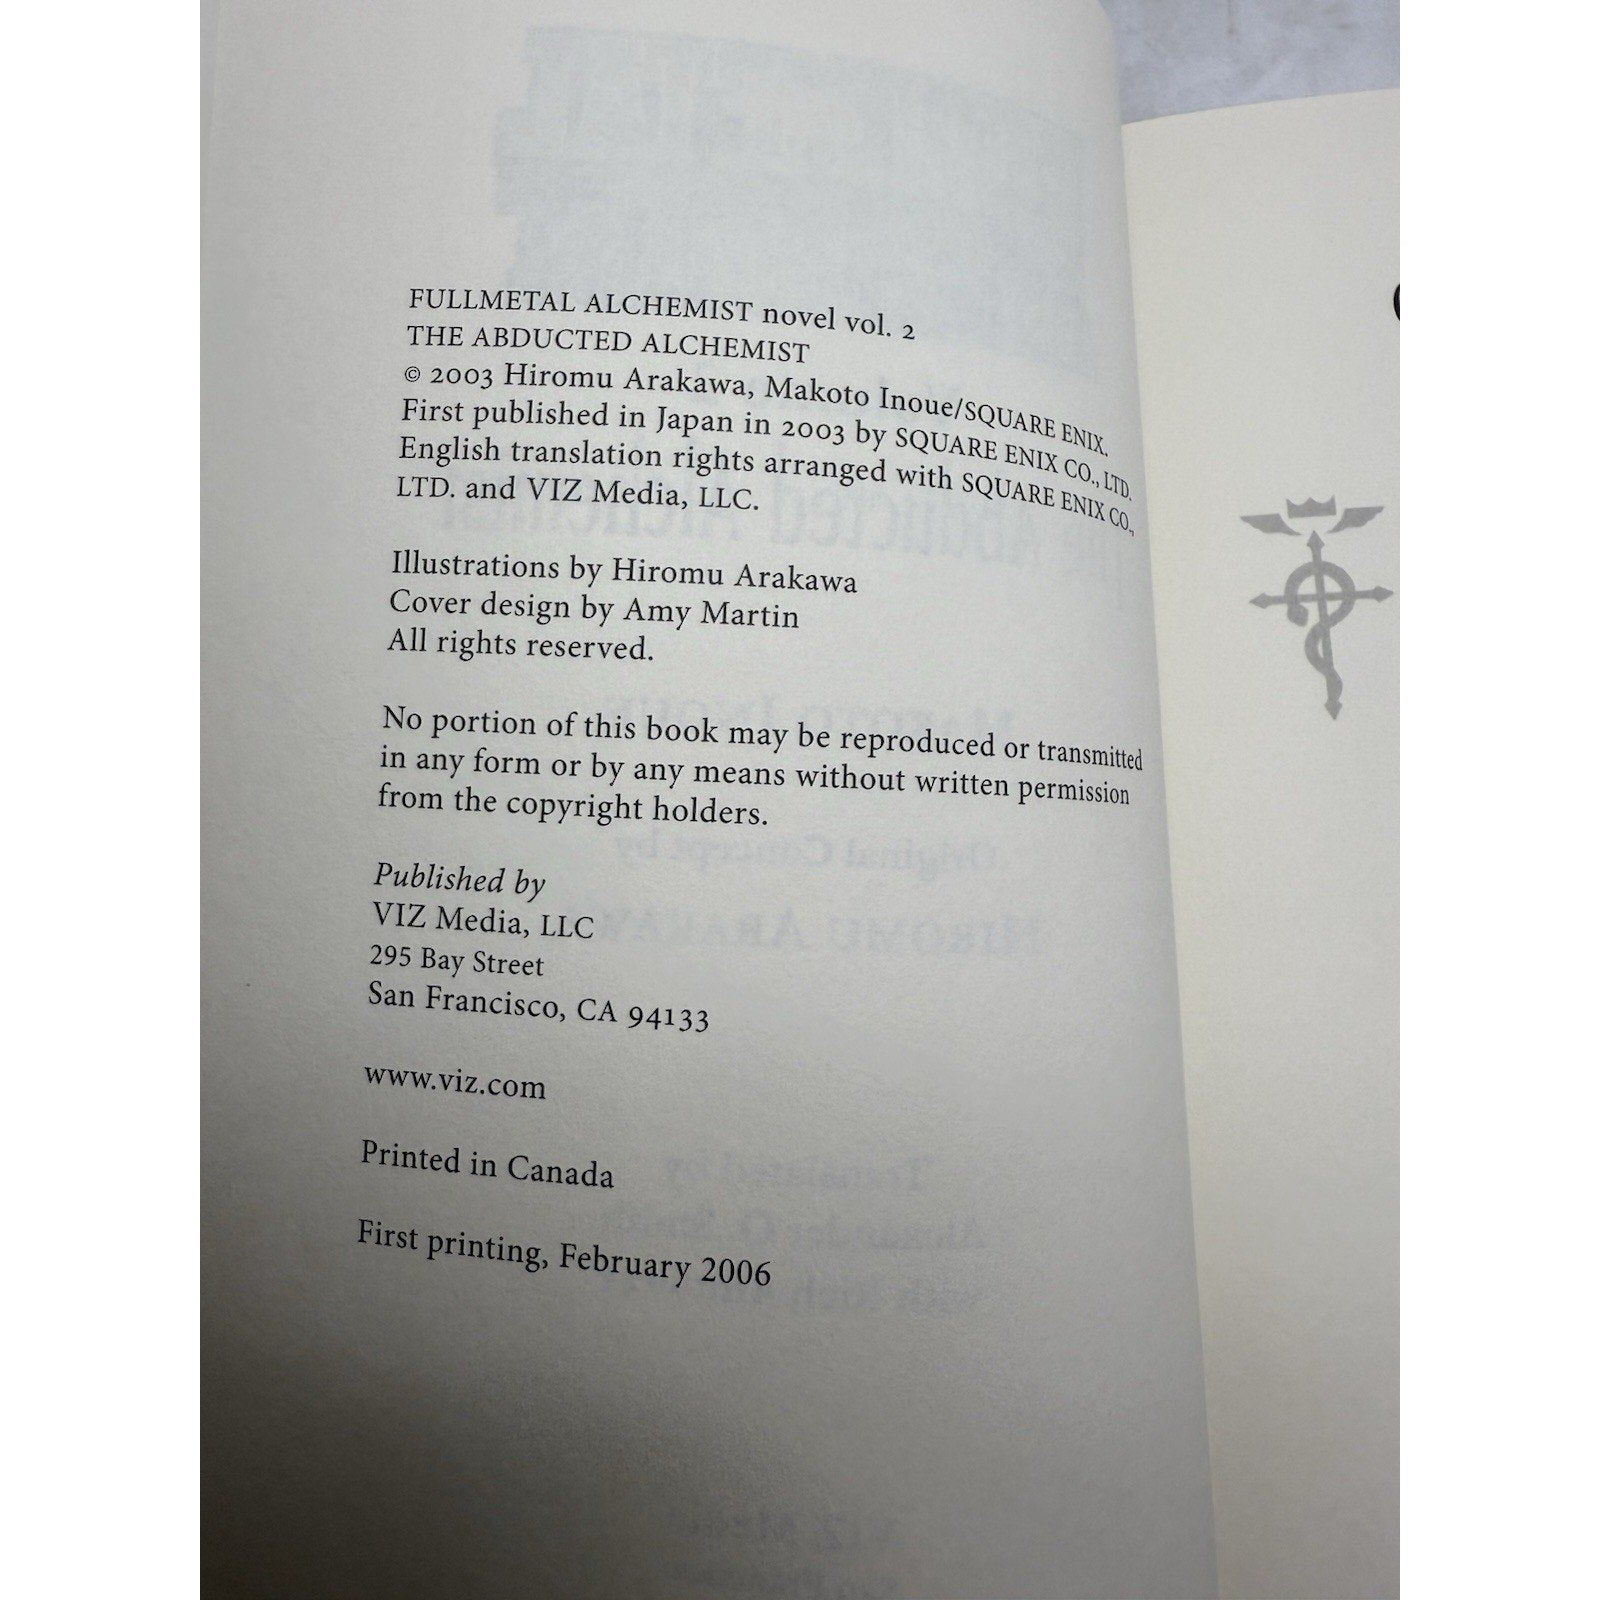 FULLMETAL ALCHEMIST novel vol. 2
THE ABDUCTED ALCHEMIST
© 2003 Hiromu Arakawa, Makoto Inoue/SQUARE ENIX.
First published in Japan in 2003 by SQUARE ENIX CO., LTD.
English translation rights arranged with SQUARE ENIX CO.,
LTD. and VIZ Media, LLC.
Illustrations by Hiromu Arakawa
Cover design by Amy Martin
All rights reserved.
No portion of this book may be reproduced or transmitted
in any form or by any means without written permission
from the copyright holders.
Published by
VIZ Media, LLC
295 Bay Street
San Francisco, CA 94133
www.viz.com
Printed in Canada
First printing, February 2006